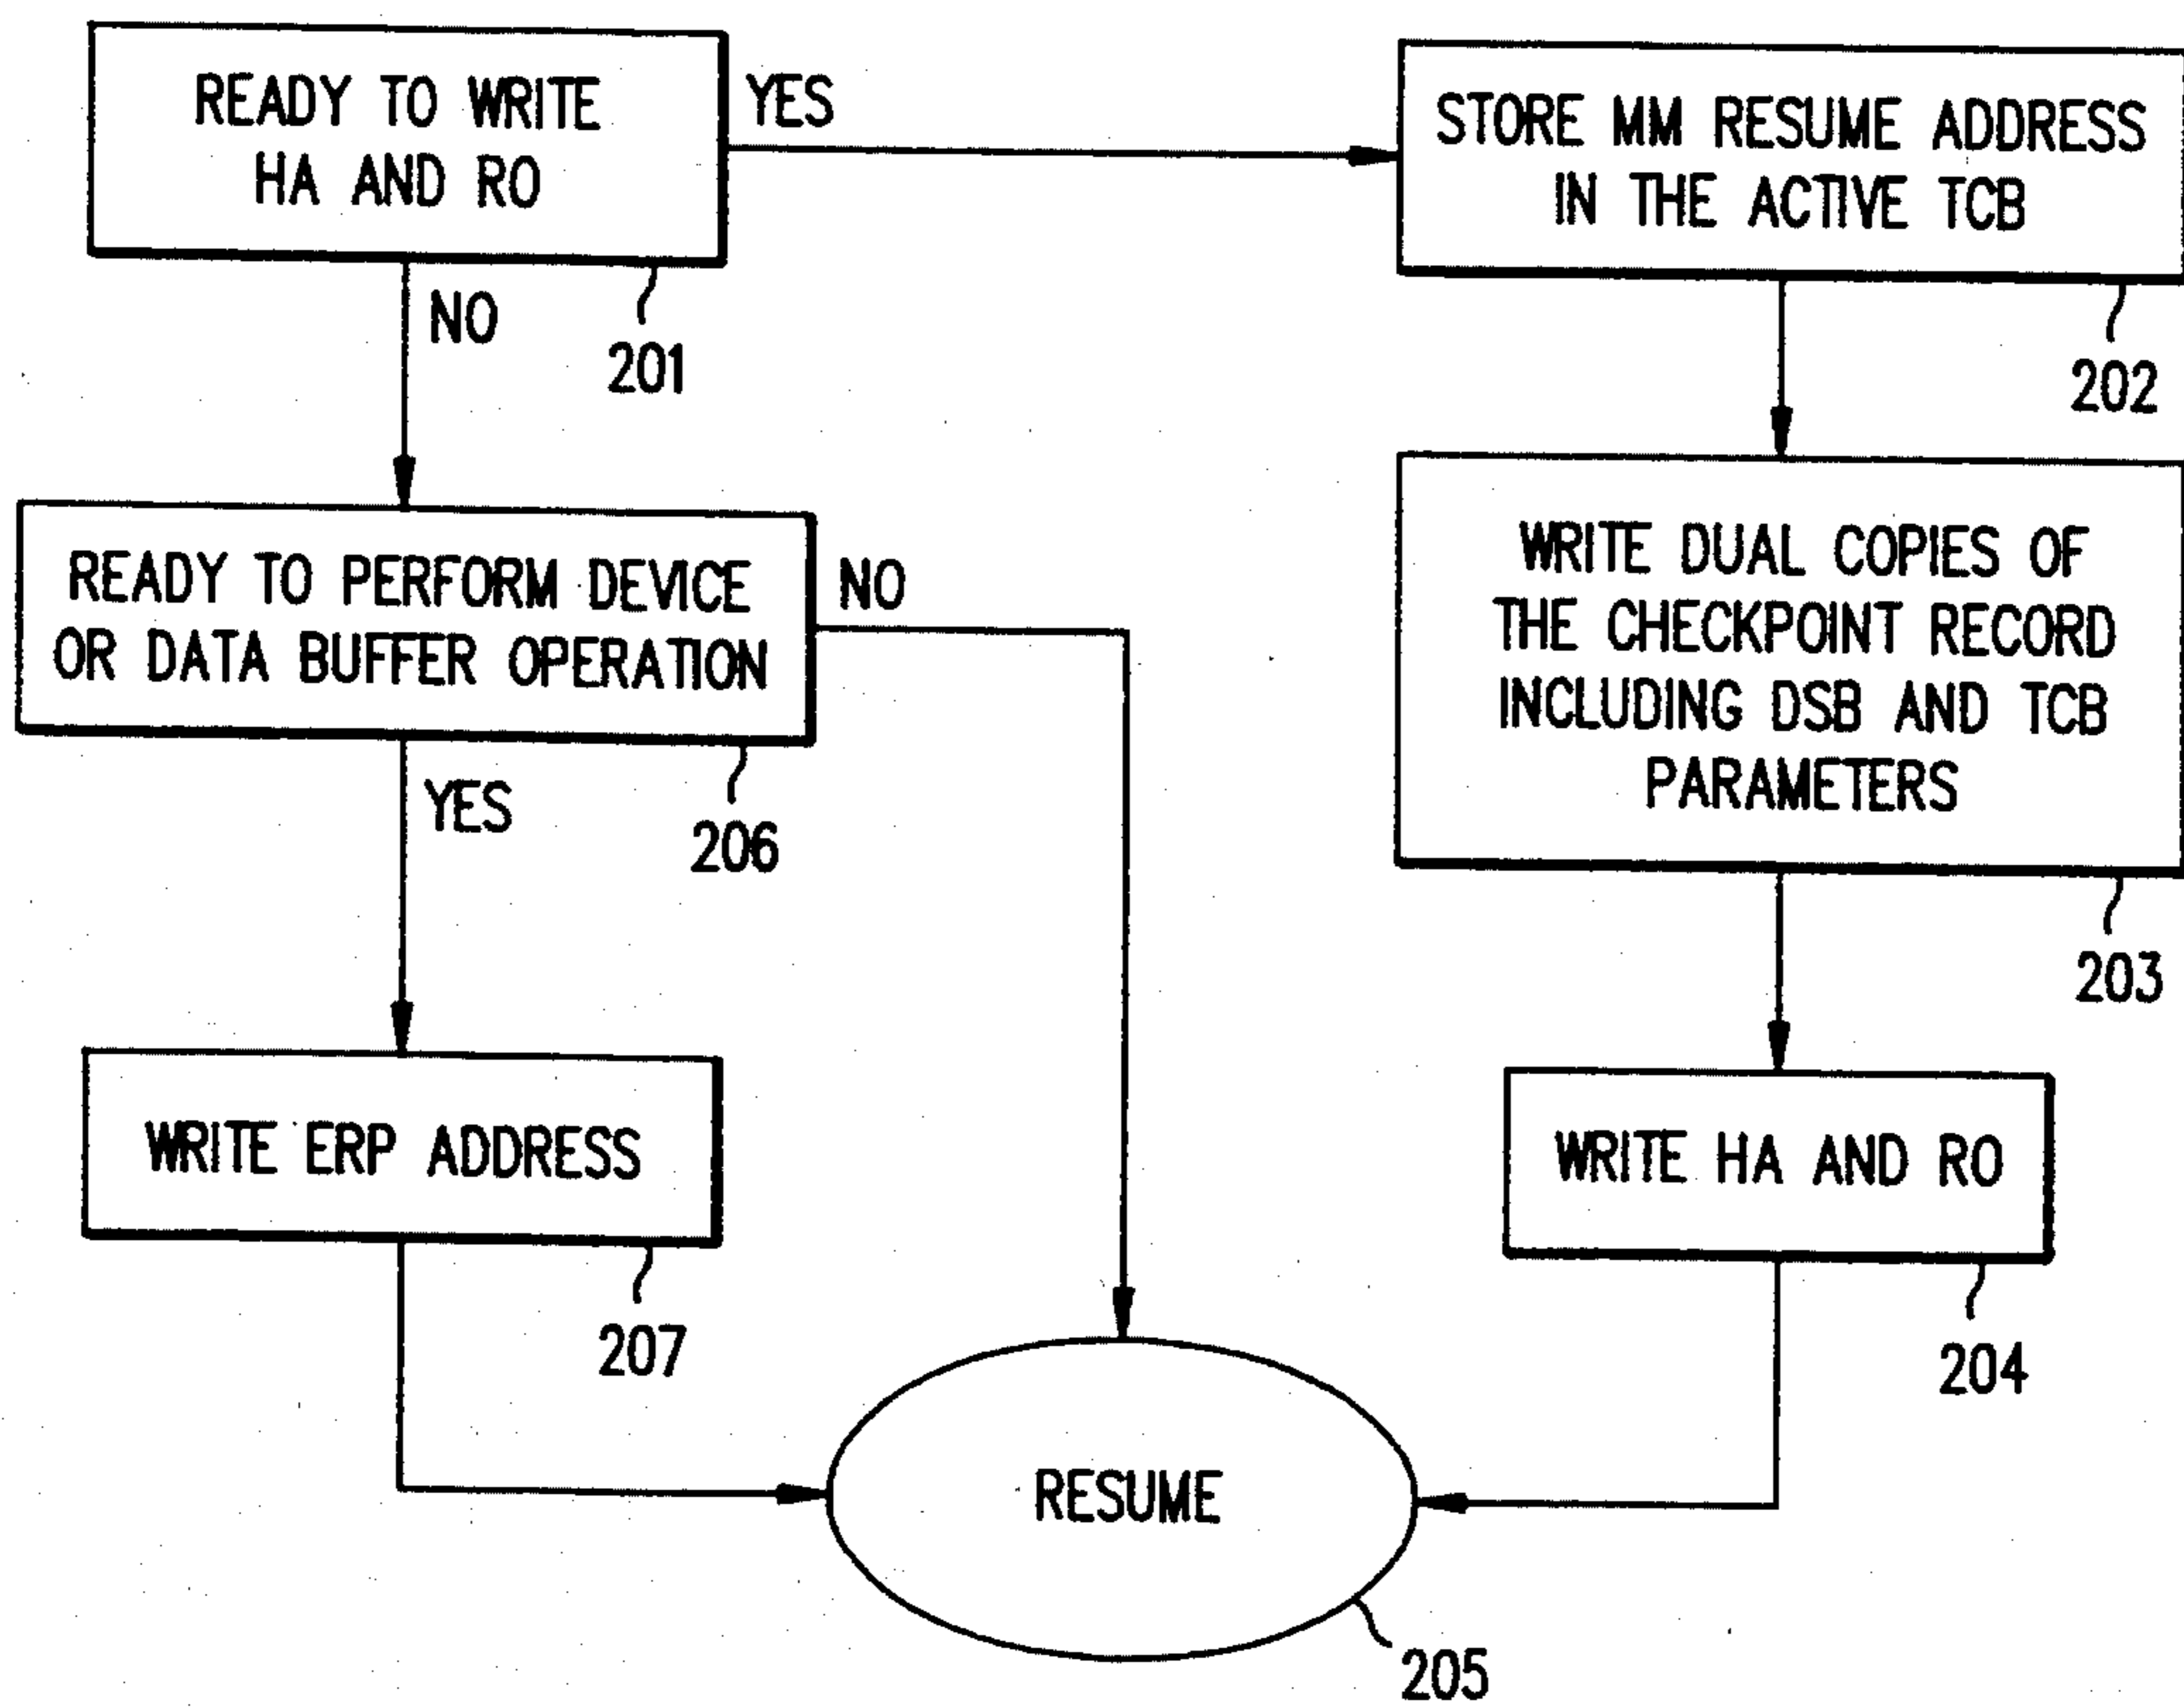 READY TO WRITE
HA AND RO
YES
NO
201
STORE MM RESUME ADDRESS
IN THE ACTIVE TCB
202
READY TO PERFORM DEVICE
OR DATA BUFFER OPERATION
NO
YES
206
WRITE DUAL COPIES OF
THE CHECKPOINT RECORD
INCLUDING DSB AND TCB
PARAMETERS
203
WRITE ERP ADDRESS
207
WRITE HA AND RO
204
RESUME
205